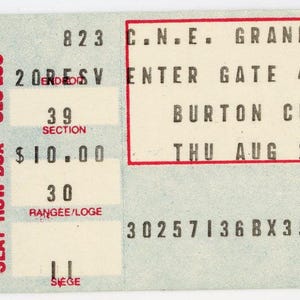 823
C.N.E. GRAN
20RESV
ENDROIT
ENTER GATE
39
SECTION
BURTON C
$10.00
THU AUG
30
RANGÉE/LOGE
30257136BX3
11
SIÈGE